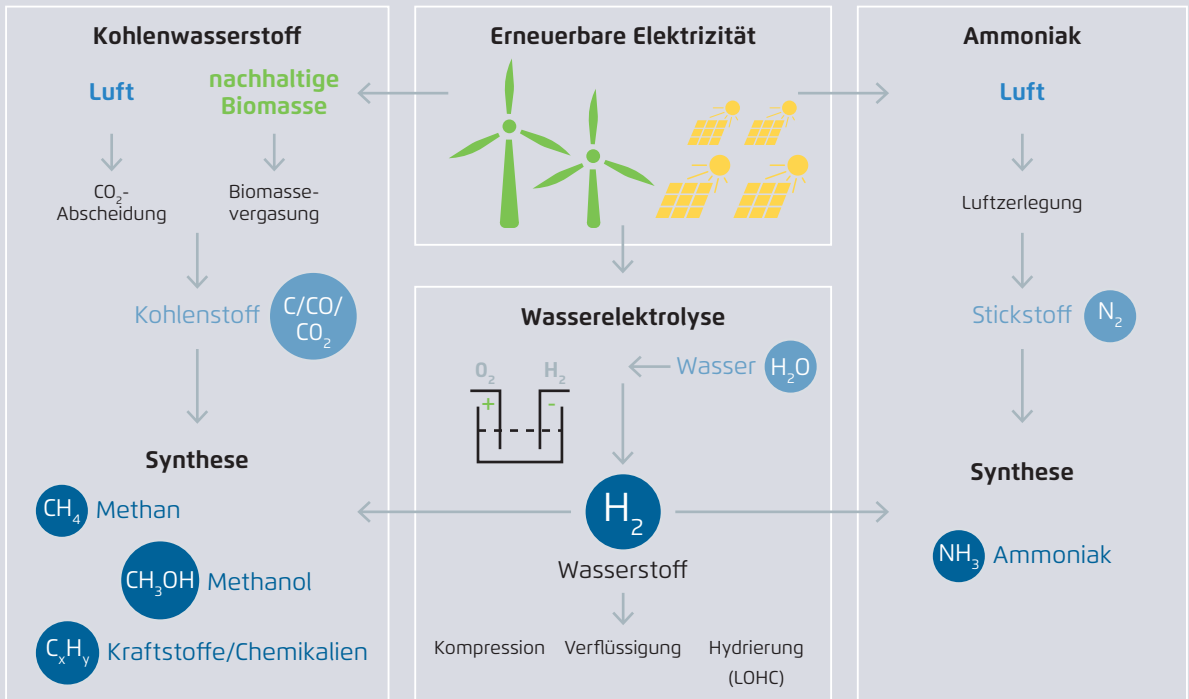 Kohlenwasserstoff
Luft
nachhaltige
Biomasse
CO₂-
Abscheidung
Biomasse-
vergasung
Kohlenstoff
C/CO/
CO₂
Synthese
CH₄ Methan
CH₃OH Methanol
CₓHᵧ Kraftstoffe/Chemikalien
Erneuerbare Elektrizität
Wasserelektrolyse
Wasser H₂O
O₂ H₂
+ -
H₂
Wasserstoff
Kompression Verflüssigung Hydrierung
(LOHC)
Ammoniak
Luft
Luftzerlegung
Stickstoff N₂
Synthese
NH₃ Ammoniak